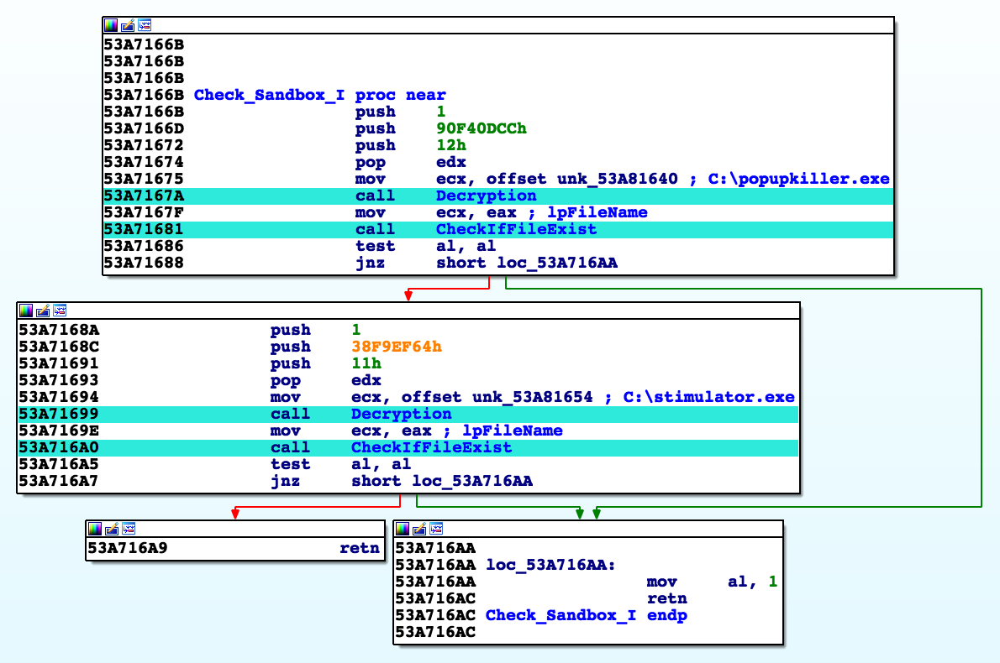 53A7166B
53A7166B
53A7166B
53A7166B Check_Sandbox_I proc near
53A7166B push 1
53A7166D push 90F40DCCh
53A71672 push 12h
53A71674 pop edx
53A71675 mov ecx, offset unk_53A81640 ; C:\popupkiller.exe
53A7167A call Decryption
53A7167F mov ecx, eax ; lpFileName
53A71681 call CheckIfFileExist
53A71686 test al, al
53A71688 jnz short loc_53A716AA
53A7168A push 1
53A7168C push 38F9EF64h
53A71691 push 11h
53A71693 pop edx
53A71694 mov ecx, offset unk_53A81654 ; C:\stimulator.exe
53A71699 call Decryption
53A7169E mov ecx, eax ; lpFileName
53A716A0 call CheckIfFileExist
53A716A5 test al, al
53A716A7 jnz short loc_53A716AA
53A716A9 retn
53A716AA
53A716AA loc_53A716AA:
53A716AA mov al, 1
53A716AC retn
53A716AC Check_Sandbox_I endp
53A716AC